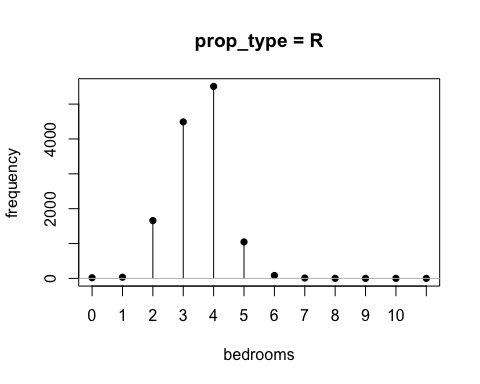 prop_type = R
frequency
4000
2000
0
0 1 2 3 4 5 6 7 8 9 10
bedrooms